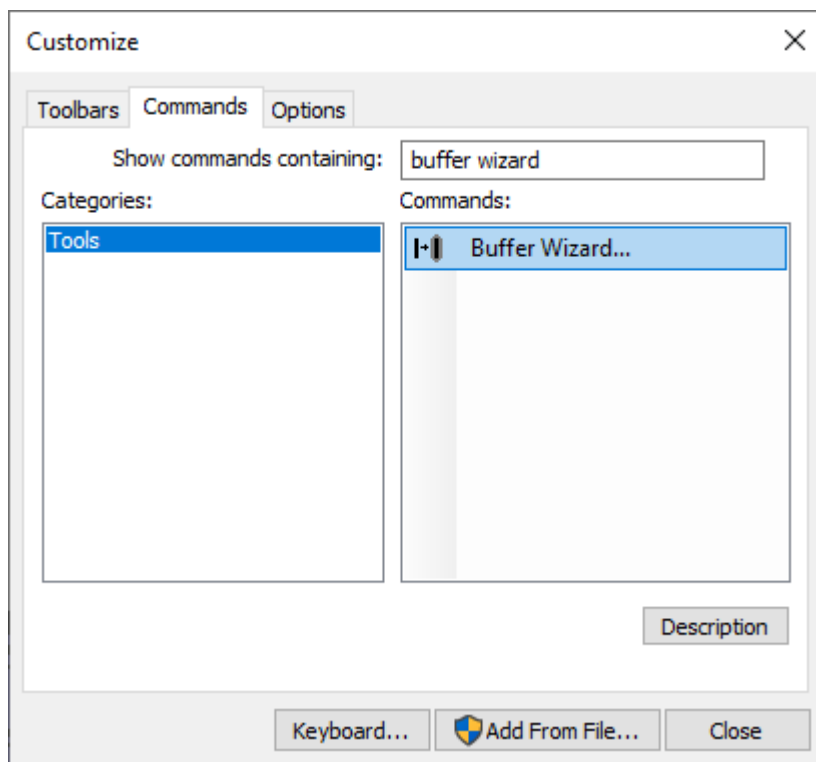 Customize
Toolbars Commands Options
Show commands containing: buffer wizard
Categories: Commands:
Tools Buffer Wizard...
Description
Keyboard... Add From File... Close